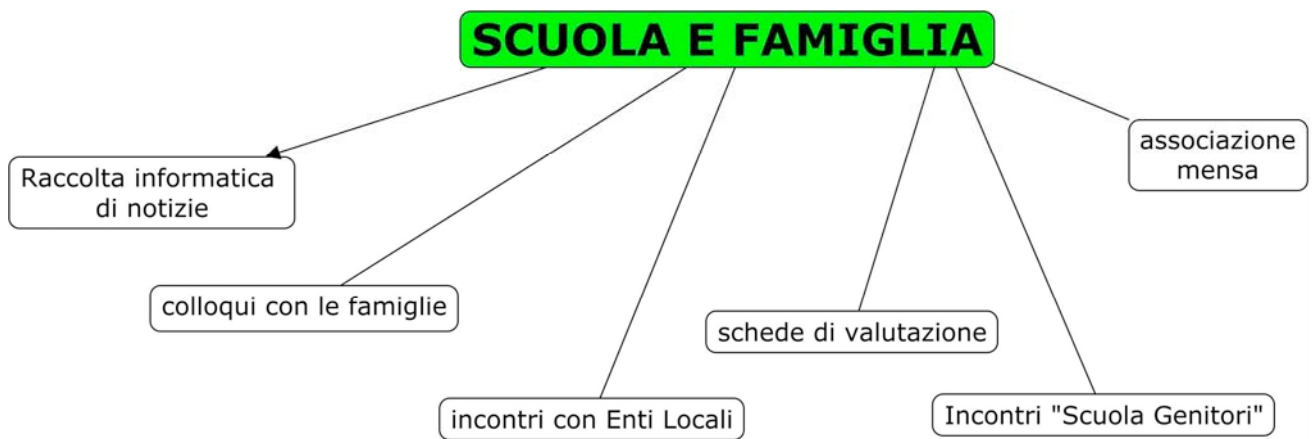 SCUOLA E FAMIGLIA
associazione
mensa
Raccolta informatica
di notizie
colloqui con le famiglie
schede di valutazione
incontri con Enti Locali
Incontri "Scuola Genitori"